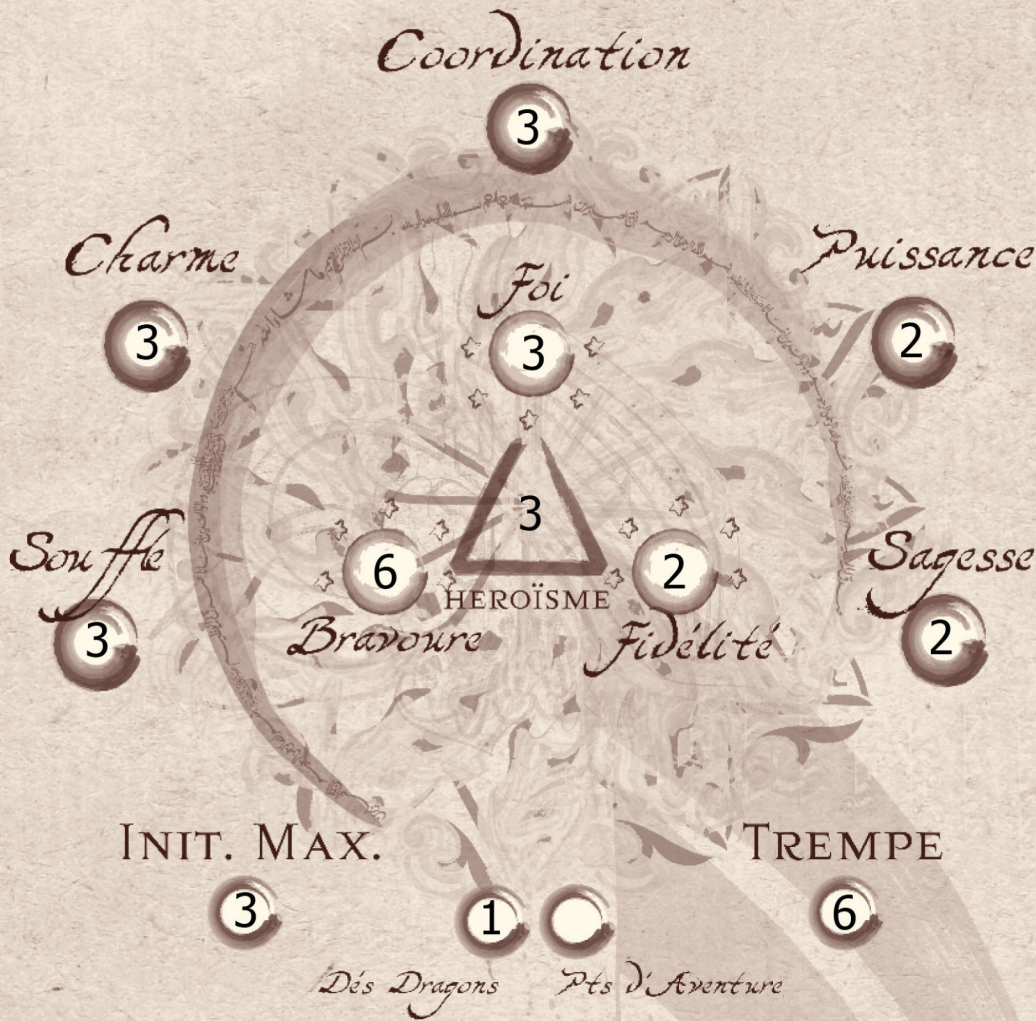 Coordination
3
Charme
3
Puissance
2
Foi
3
3
HEROÏSME
Souffle
3
6
Bravoure
2
Fidélité
Sagesse
2
INIT. MAX.
3
TREMPE
6
1
Dés Dragons
Pts d'Aventure